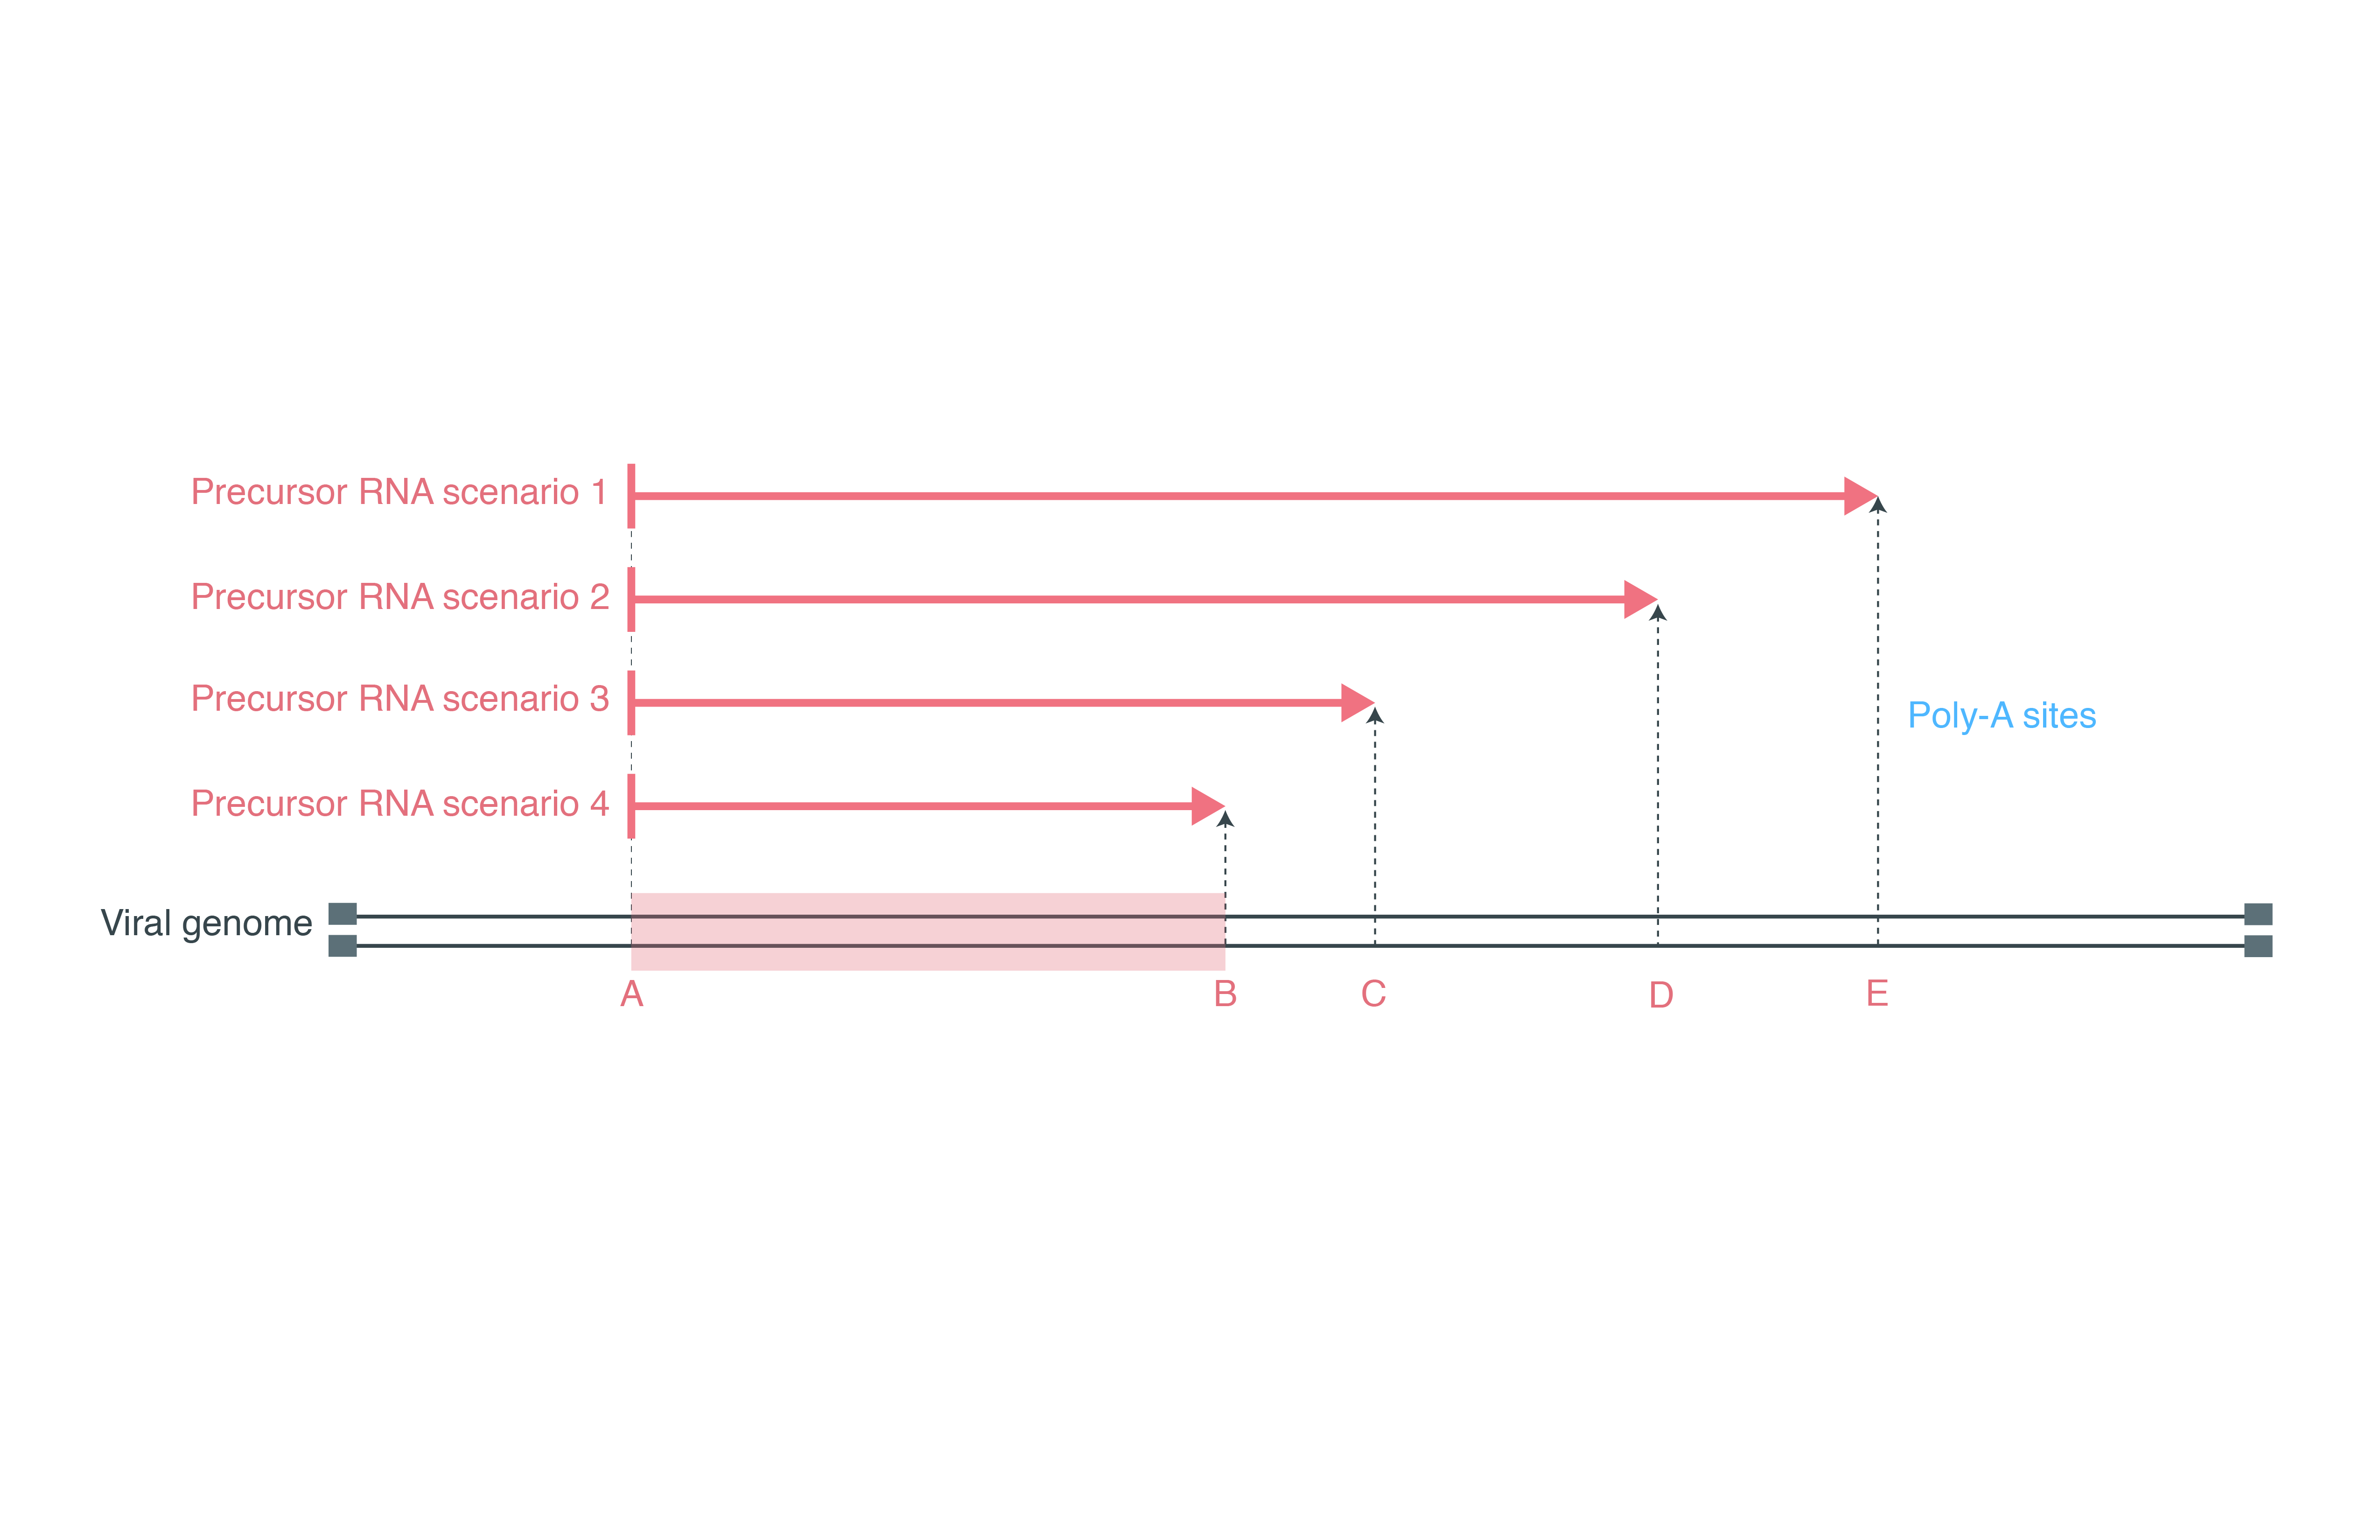 Precursor RNA scenario 1
Precursor RNA scenario 2
Precursor RNA scenario 3
Poly-A sites
Precursor RNA scenario 4
Viral genome
A B C D E